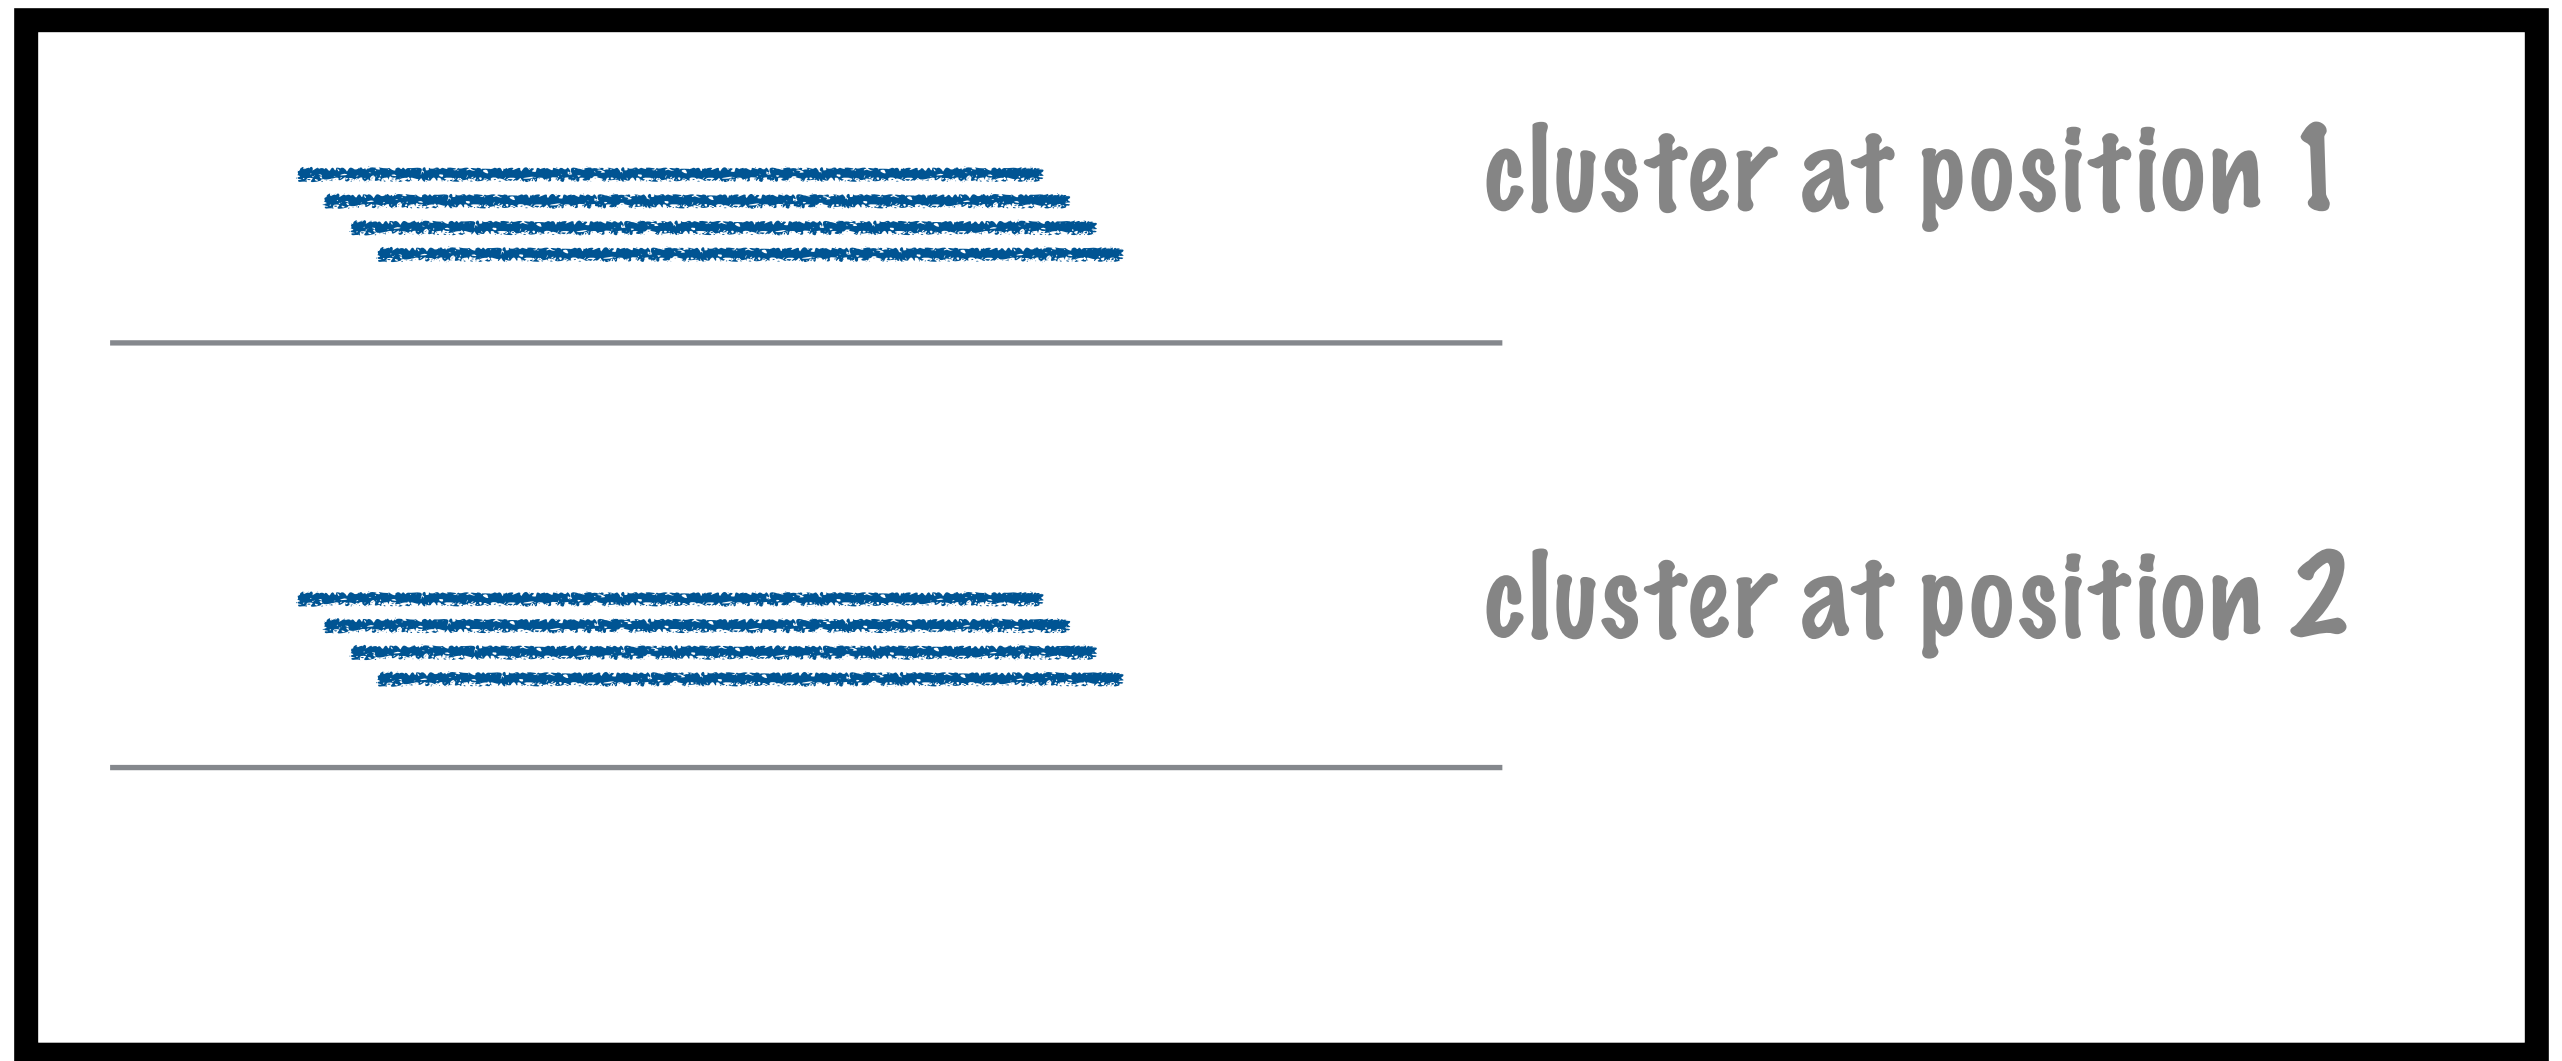 cluster at position 1
cluster at position 2